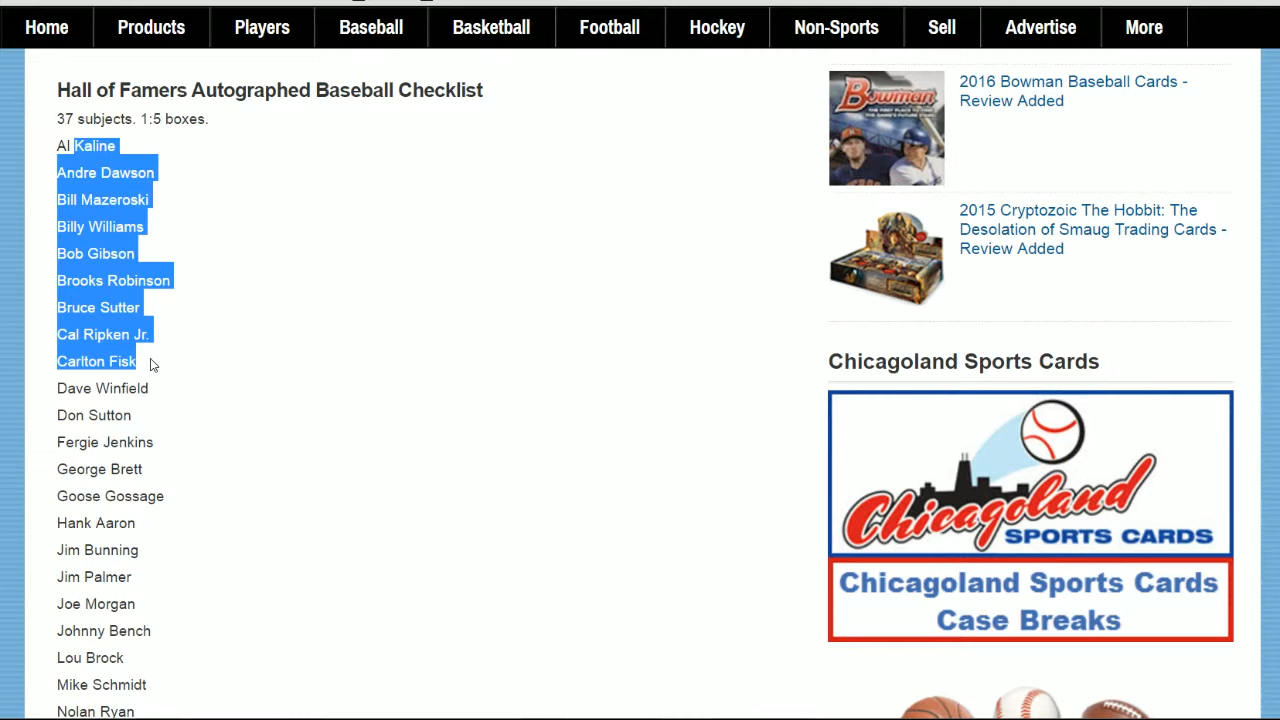 Home Products Players Baseball Basketball Football Hockey Non-Sports Sell Advertise More
Hall of Famers Autographed Baseball Checklist
37 subjects. 1:5 boxes.
Al Kaline
Andre Dawson
Bill Mazeroski
Billy Williams
Bob Gibson
Brooks Robinson
Bruce Sutter
Cal Ripken Jr.
Carlton Fisk
Dave Winfield
Don Sutton
Fergie Jenkins
George Brett
Goose Gossage
Hank Aaron
Jim Bunning
Jim Palmer
Joe Morgan
Johnny Bench
Lou Brock
Mike Schmidt
Nolan Ryan
Bowman
2016 Bowman Baseball Cards -
Review Added
2015 Cryptozoic The Hobbit: The
Desolation of Smaug Trading Cards -
Review Added
Chicagoland Sports Cards
Chicagoland
SPORTS CARDS
Chicagoland Sports Cards
Case Breaks